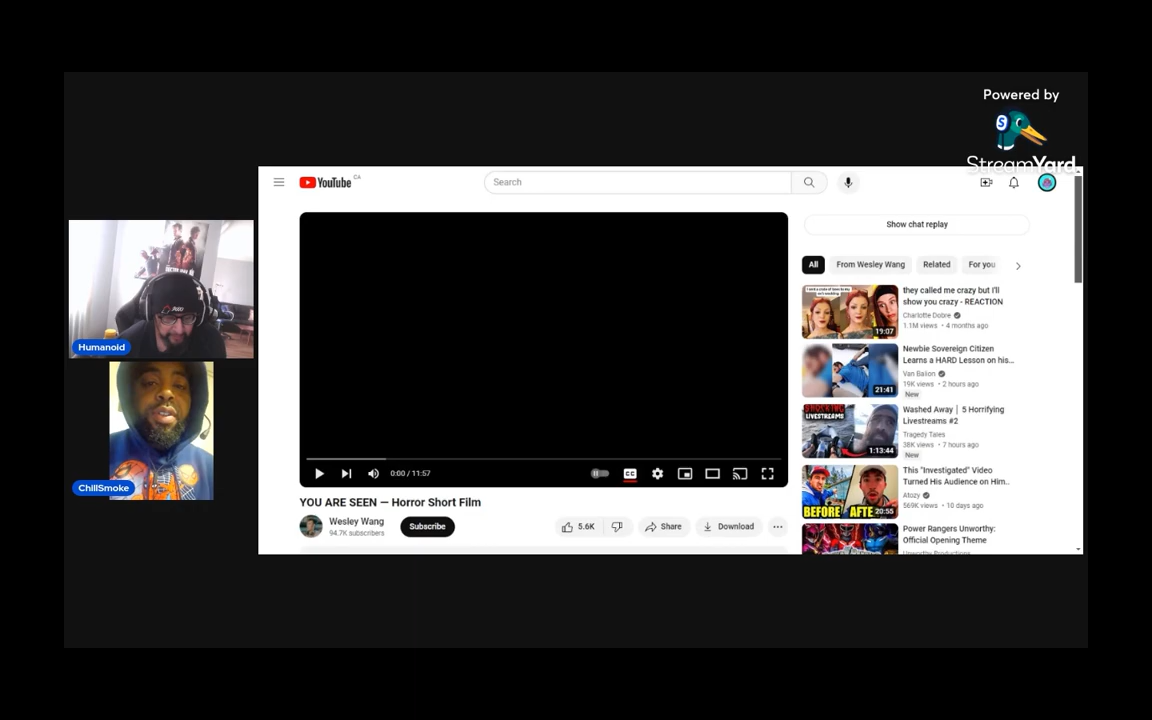 Powered by
StreamYard
YouTube CA
Search
Show chat replay
All
From Wesley Wang
Related
For you
they called me crazy but I'll
show you crazy - REACTION
Charlotte Dobre
1.1M views • 4 months ago
19:07
Newbie Sovereign Citizen
Learns a HARD Lesson on his...
Van Balion
19K views • 2 hours ago
New
21:41
Washed Away | 5 Horrifying
Livestreams #2
Tragedy Tales
38K views • 7 hours ago
New
1:13:44
This "Investigated" Video
Turned His Audience on Him..
Atozy
569K views • 10 days ago
BEFORE
AFTE
20:55
Power Rangers Unworthy:
Official Opening Theme
Humanoid
ChillSmoke
0:00 / 11:57
CC
YOU ARE SEEN — Horror Short Film
Wesley Wang
94.7K subscribers
Subscribe
5.6K
Share
Download